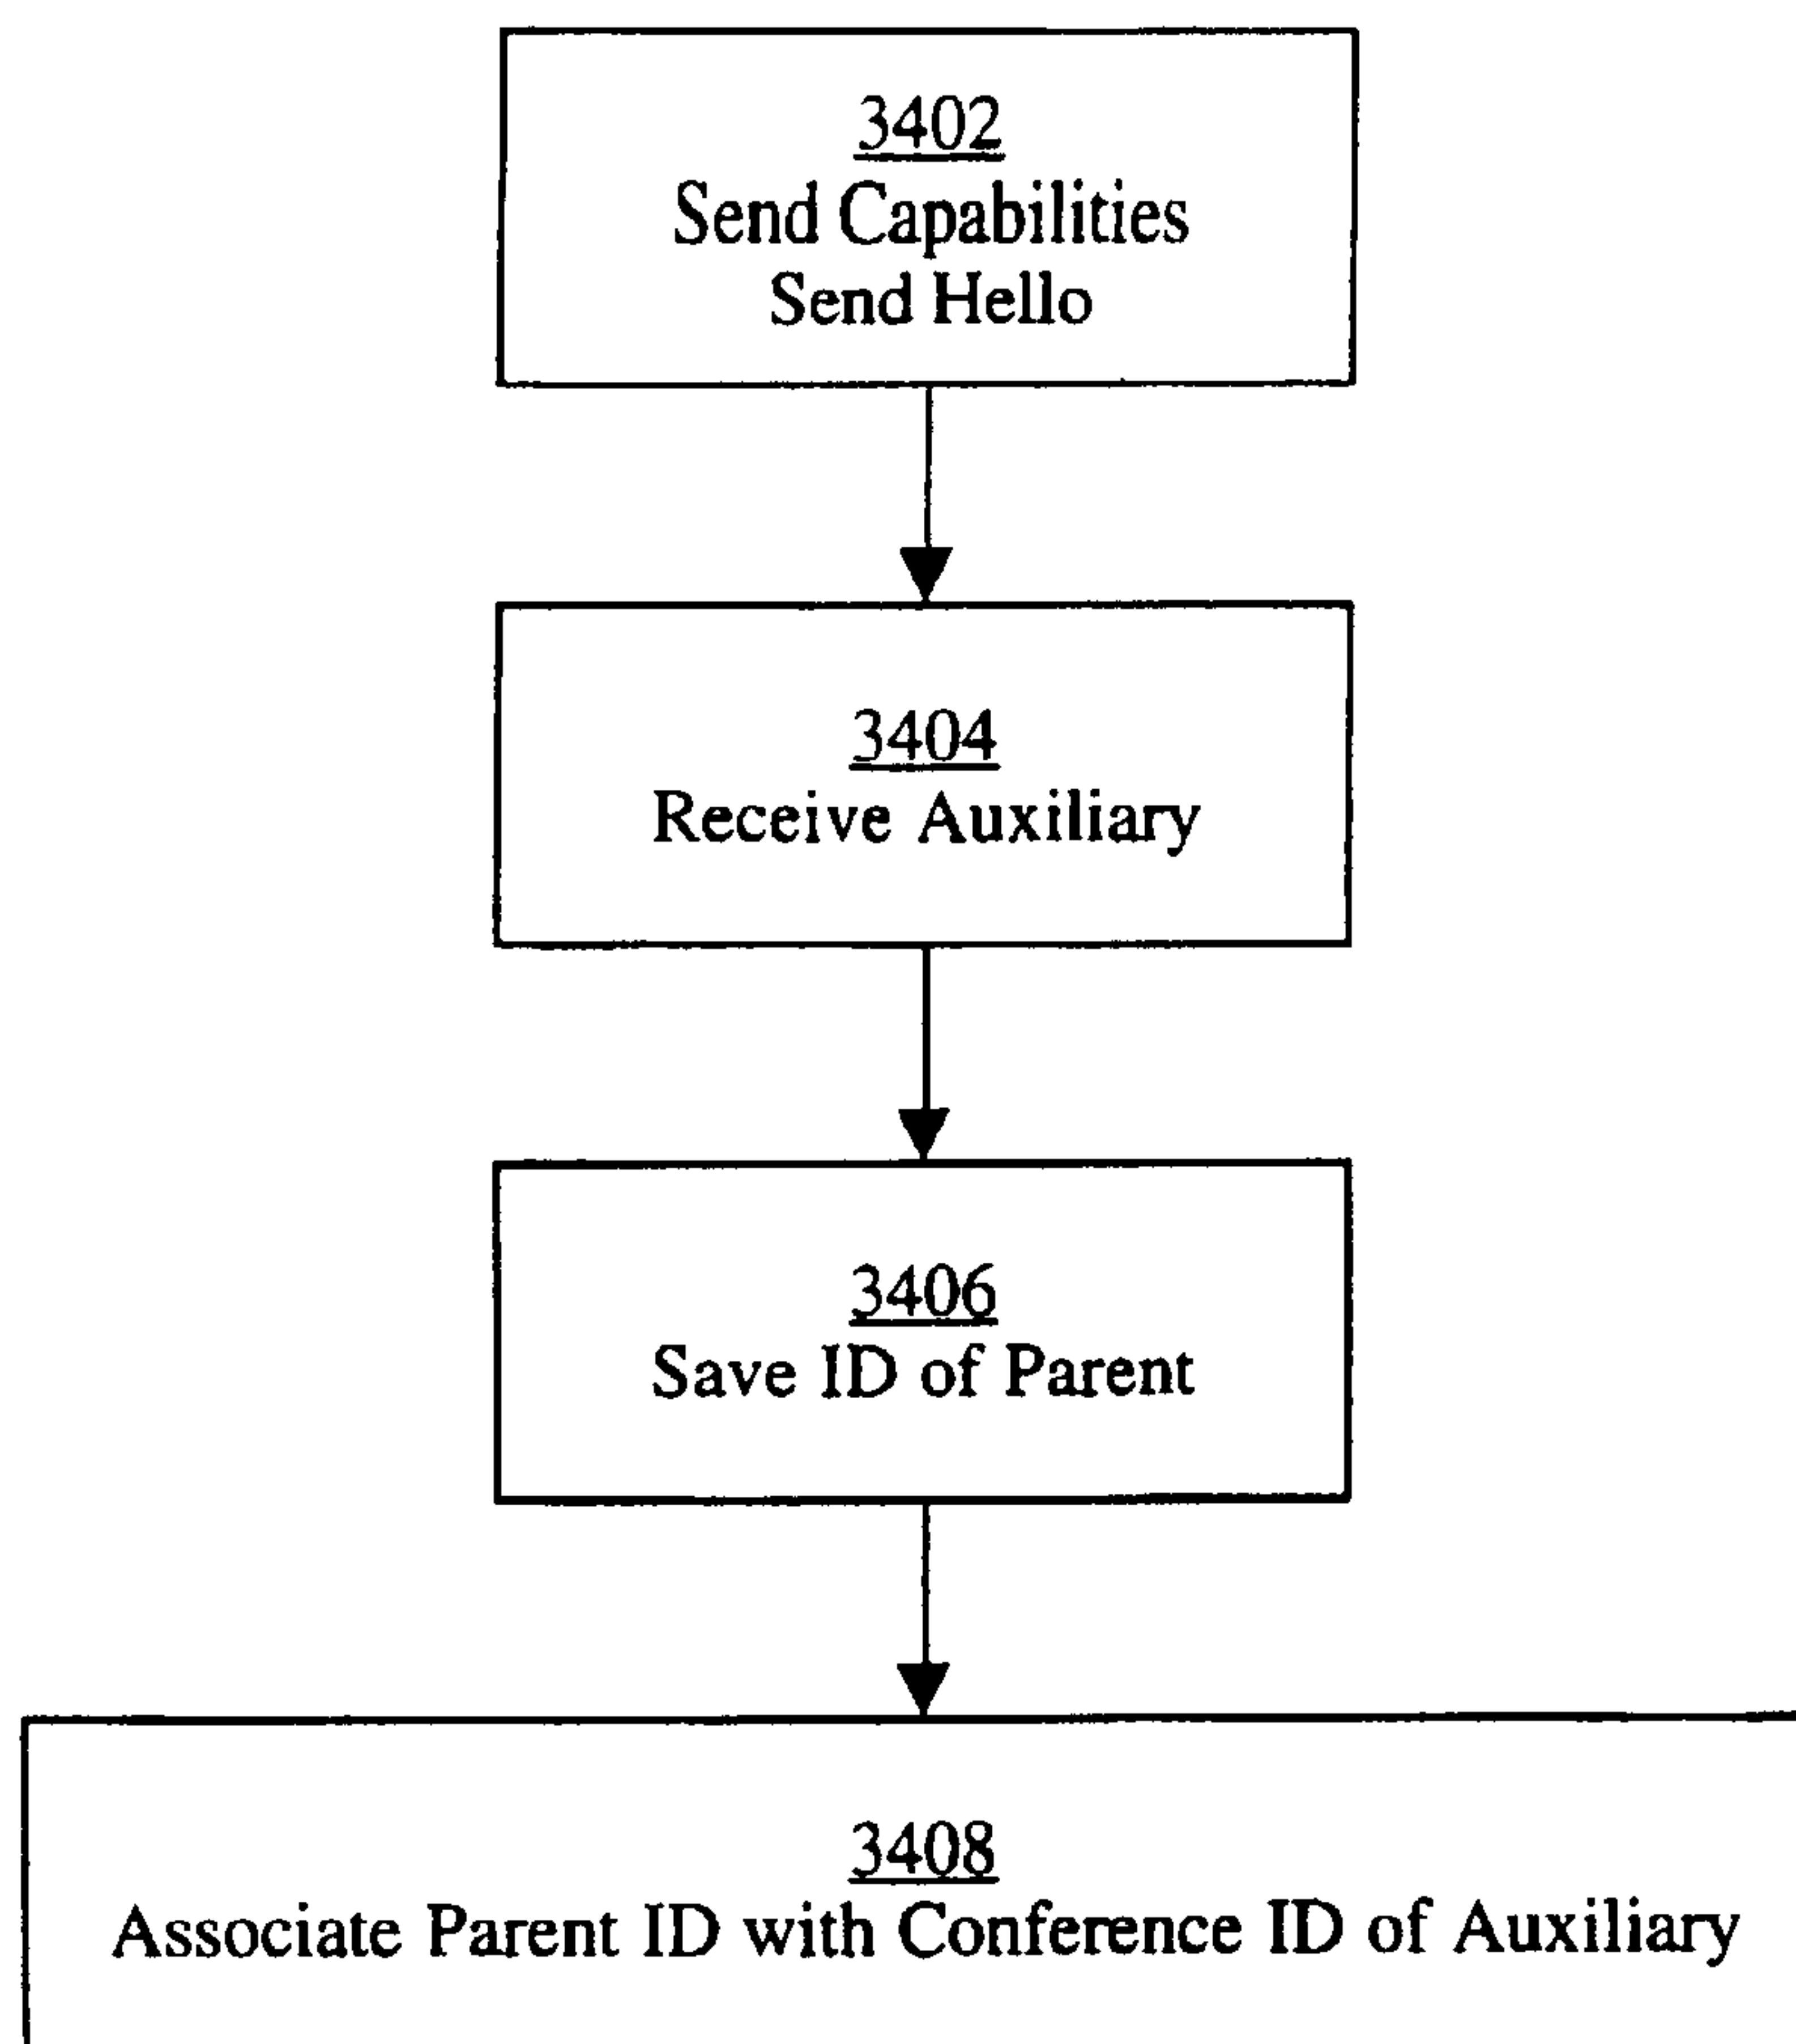 3402
Send Capabilities
Send Hello
3404
Receive Auxiliary
3406
Save ID of Parent
3408
Associate Parent ID with Conference ID of Auxiliary